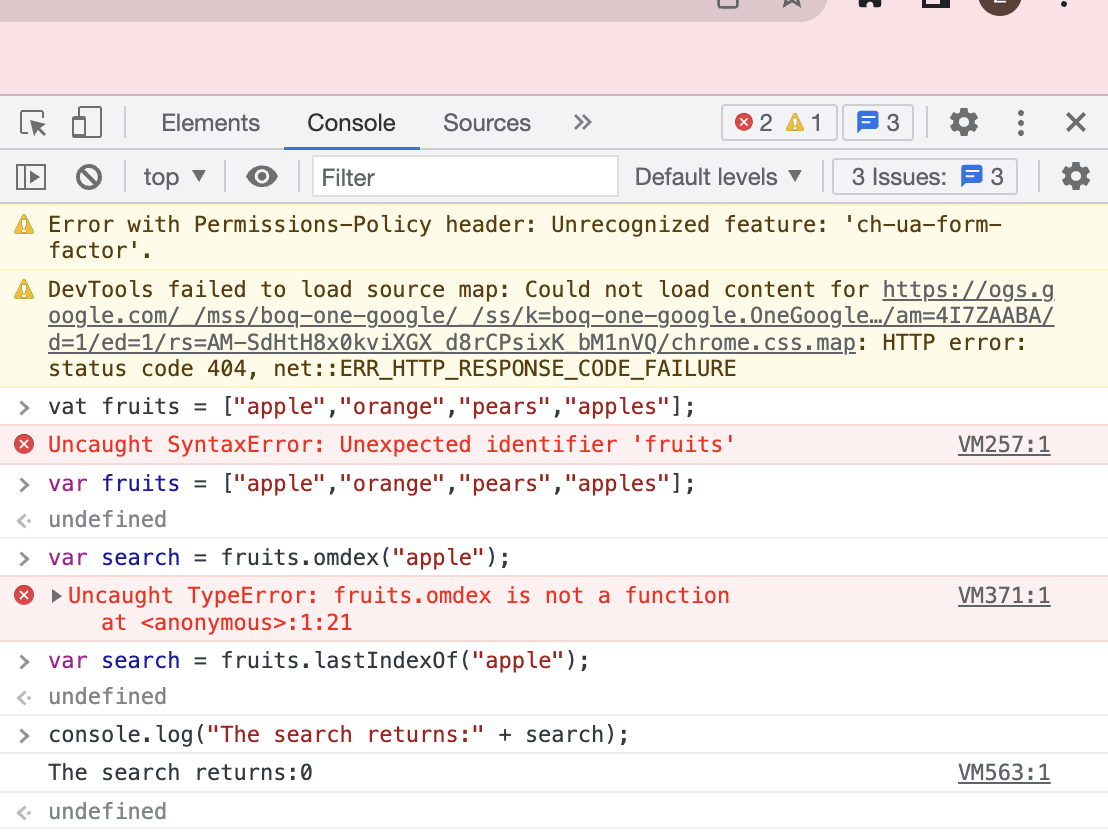 Elements Console Sources 2 1 3
top Filter Default levels 3 Issues: 3
Error with Permissions-Policy header: Unrecognized feature: 'ch-ua-form-
factor'.
DevTools failed to load source map: Could not load content for https://ogs.g
oogle.com/_/mss/boq-one-google/_/ss/k=boq-one-google.OneGoogle…/am=4I7ZAABA/
d=1/ed=1/rs=AM-SdHtH8x0kviXGX_d8rCPsixK_bM1nVQ/chrome.css.map: HTTP error:
status code 404, net::ERR_HTTP_RESPONSE_CODE_FAILURE
> vat fruits = ["apple","orange","pears","apples"];
Uncaught SyntaxError: Unexpected identifier 'fruits' VM257:1
> var fruits = ["apple","orange","pears","apples"];
undefined
> var search = fruits.omdex("apple");
Uncaught TypeError: fruits.omdex is not a function VM371:1
at <anonymous>:1:21
> var search = fruits.lastIndexOf("apple");
undefined
> console.log("The search returns:" + search);
The search returns:0 VM563:1
undefined